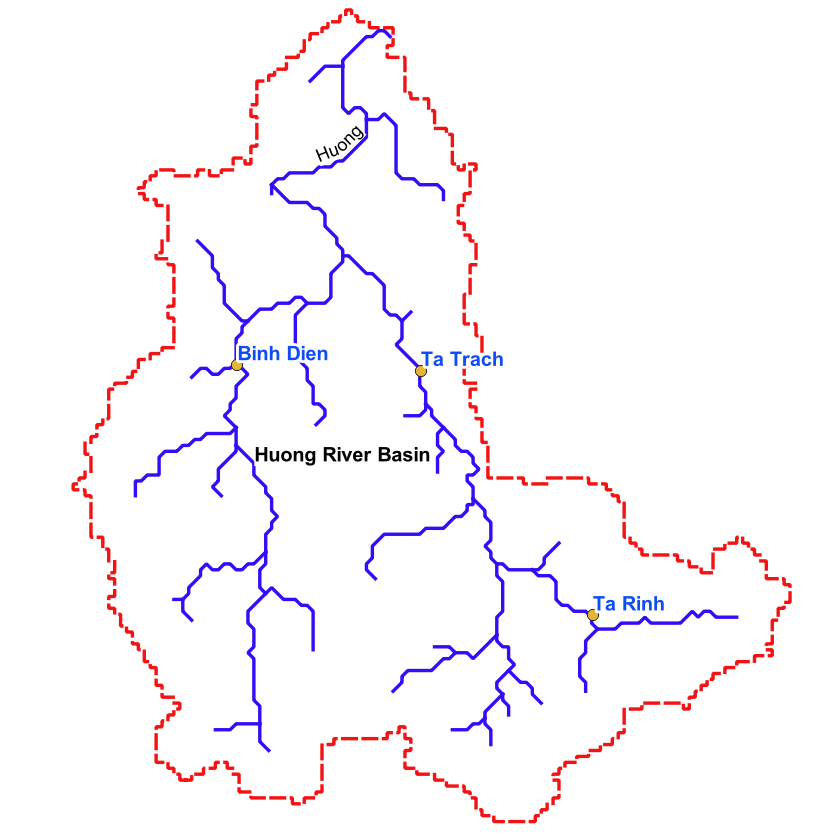 Huong
Binh Dien
Ta Trach
Huong River Basin
Ta Rinh